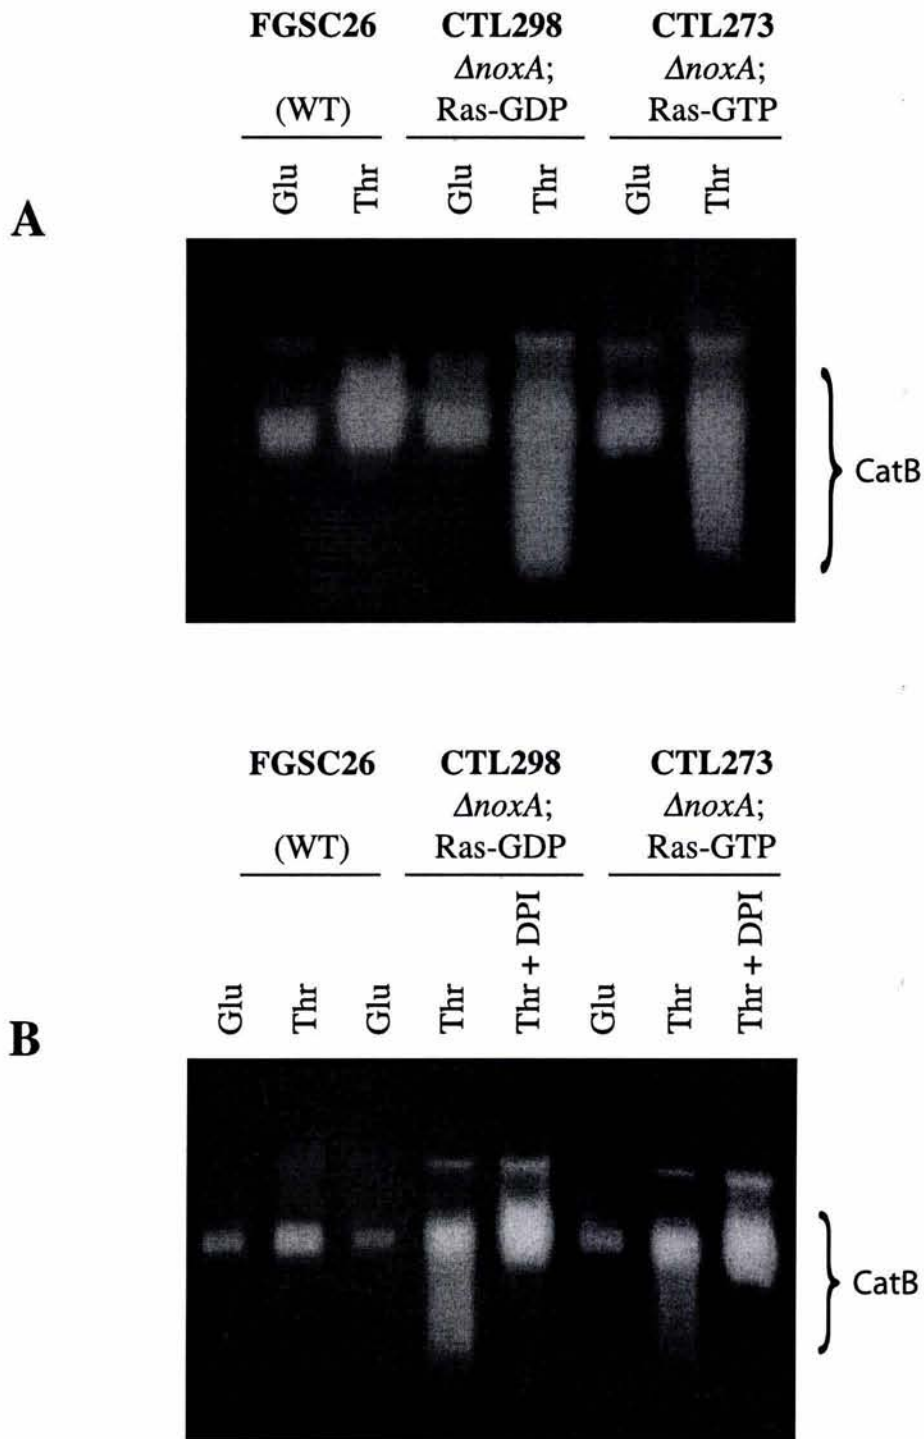 FGSC26 CTL298 CTL273
ΔnoxA; ΔnoxA;
(WT) Ras-GDP Ras-GTP
Glu Thr Glu Thr Glu Thr
A
CatB
FGSC26 CTL298 CTL273
ΔnoxA; ΔnoxA;
(WT) Ras-GDP Ras-GTP
Glu Thr Glu Thr Thr + DPI Glu Thr Thr + DPI
B
CatB